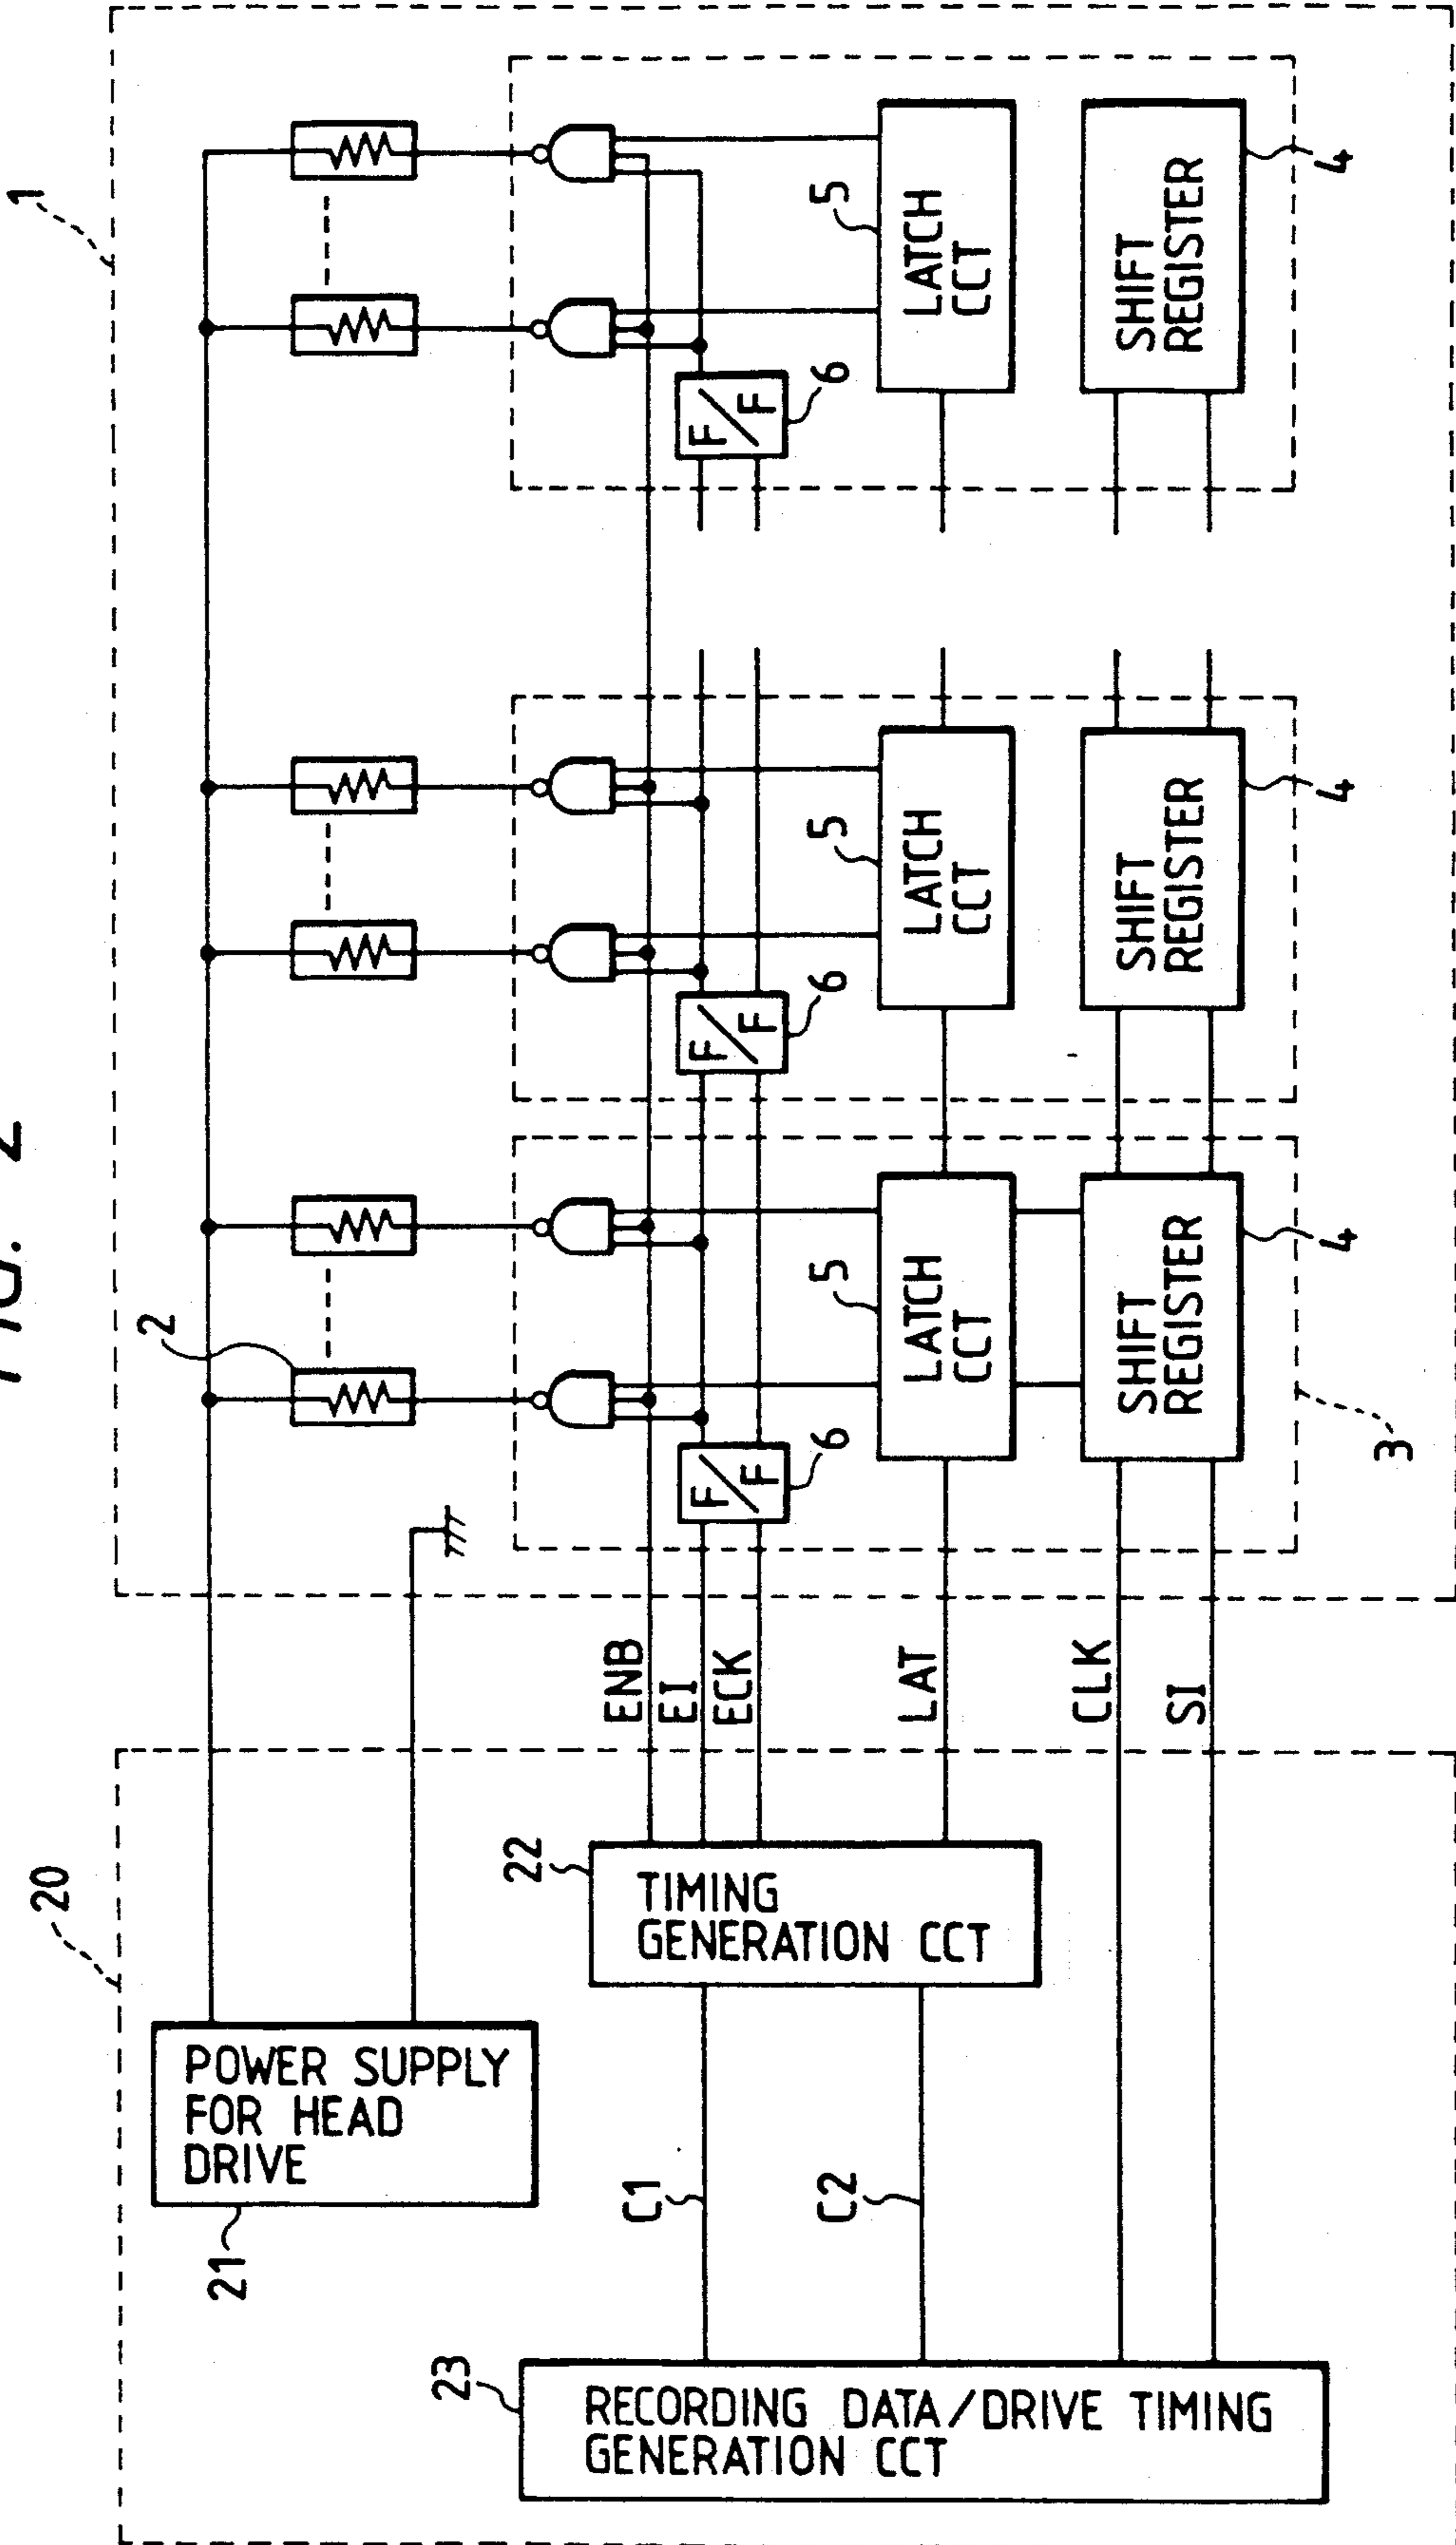 FIG. 2
20
1
POWER SUPPLY
FOR HEAD
DRIVE
21
2
22
TIMING
GENERATION CCT
ENB
EI
ECK
LAT
CLK
SI
C1
C2
23
RECORDING DATA/DRIVE TIMING
GENERATION CCT
F/F
6
F/F
6
F/F
6
5
LATCH
CCT
5
LATCH
CCT
5
LATCH
CCT
SHIFT
REGISTER
4
SHIFT
REGISTER
4
SHIFT
REGISTER
4
3